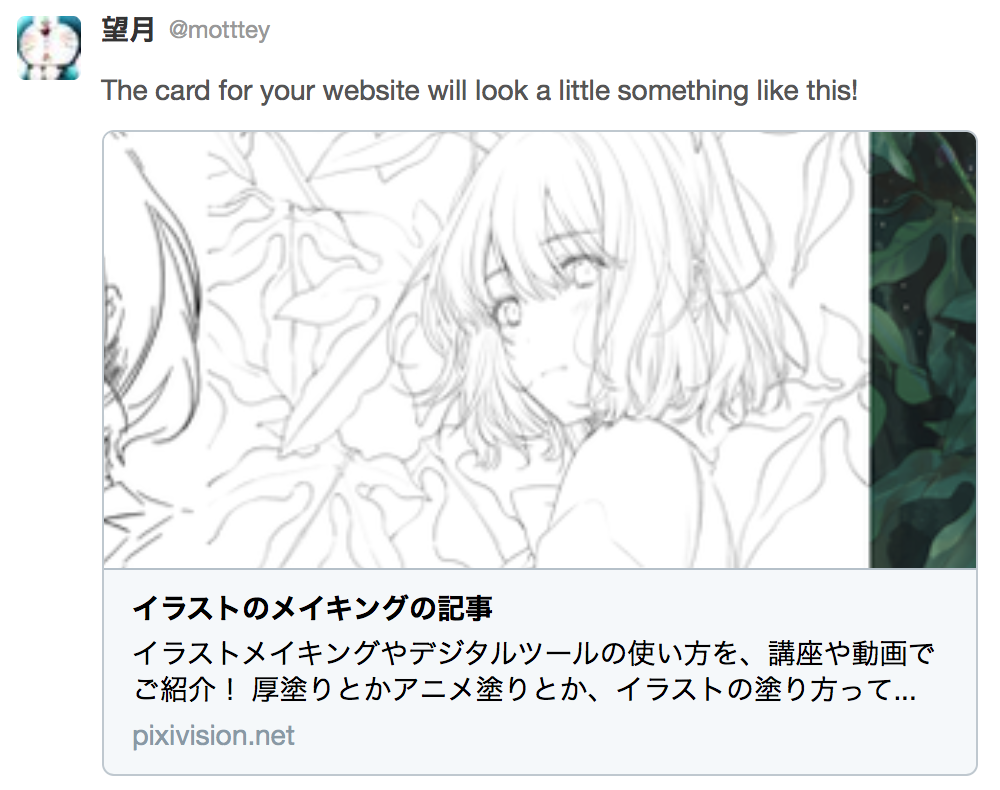 望月 @motttey
The card for your website will look a little something like this!
イラストのメイキングの記事
イラストメイキングやデジタルツールの使い方を、講座や動画で
ご紹介！ 厚塗りとかアニメ塗りとか、イラストの塗り方って...
pixivision.net